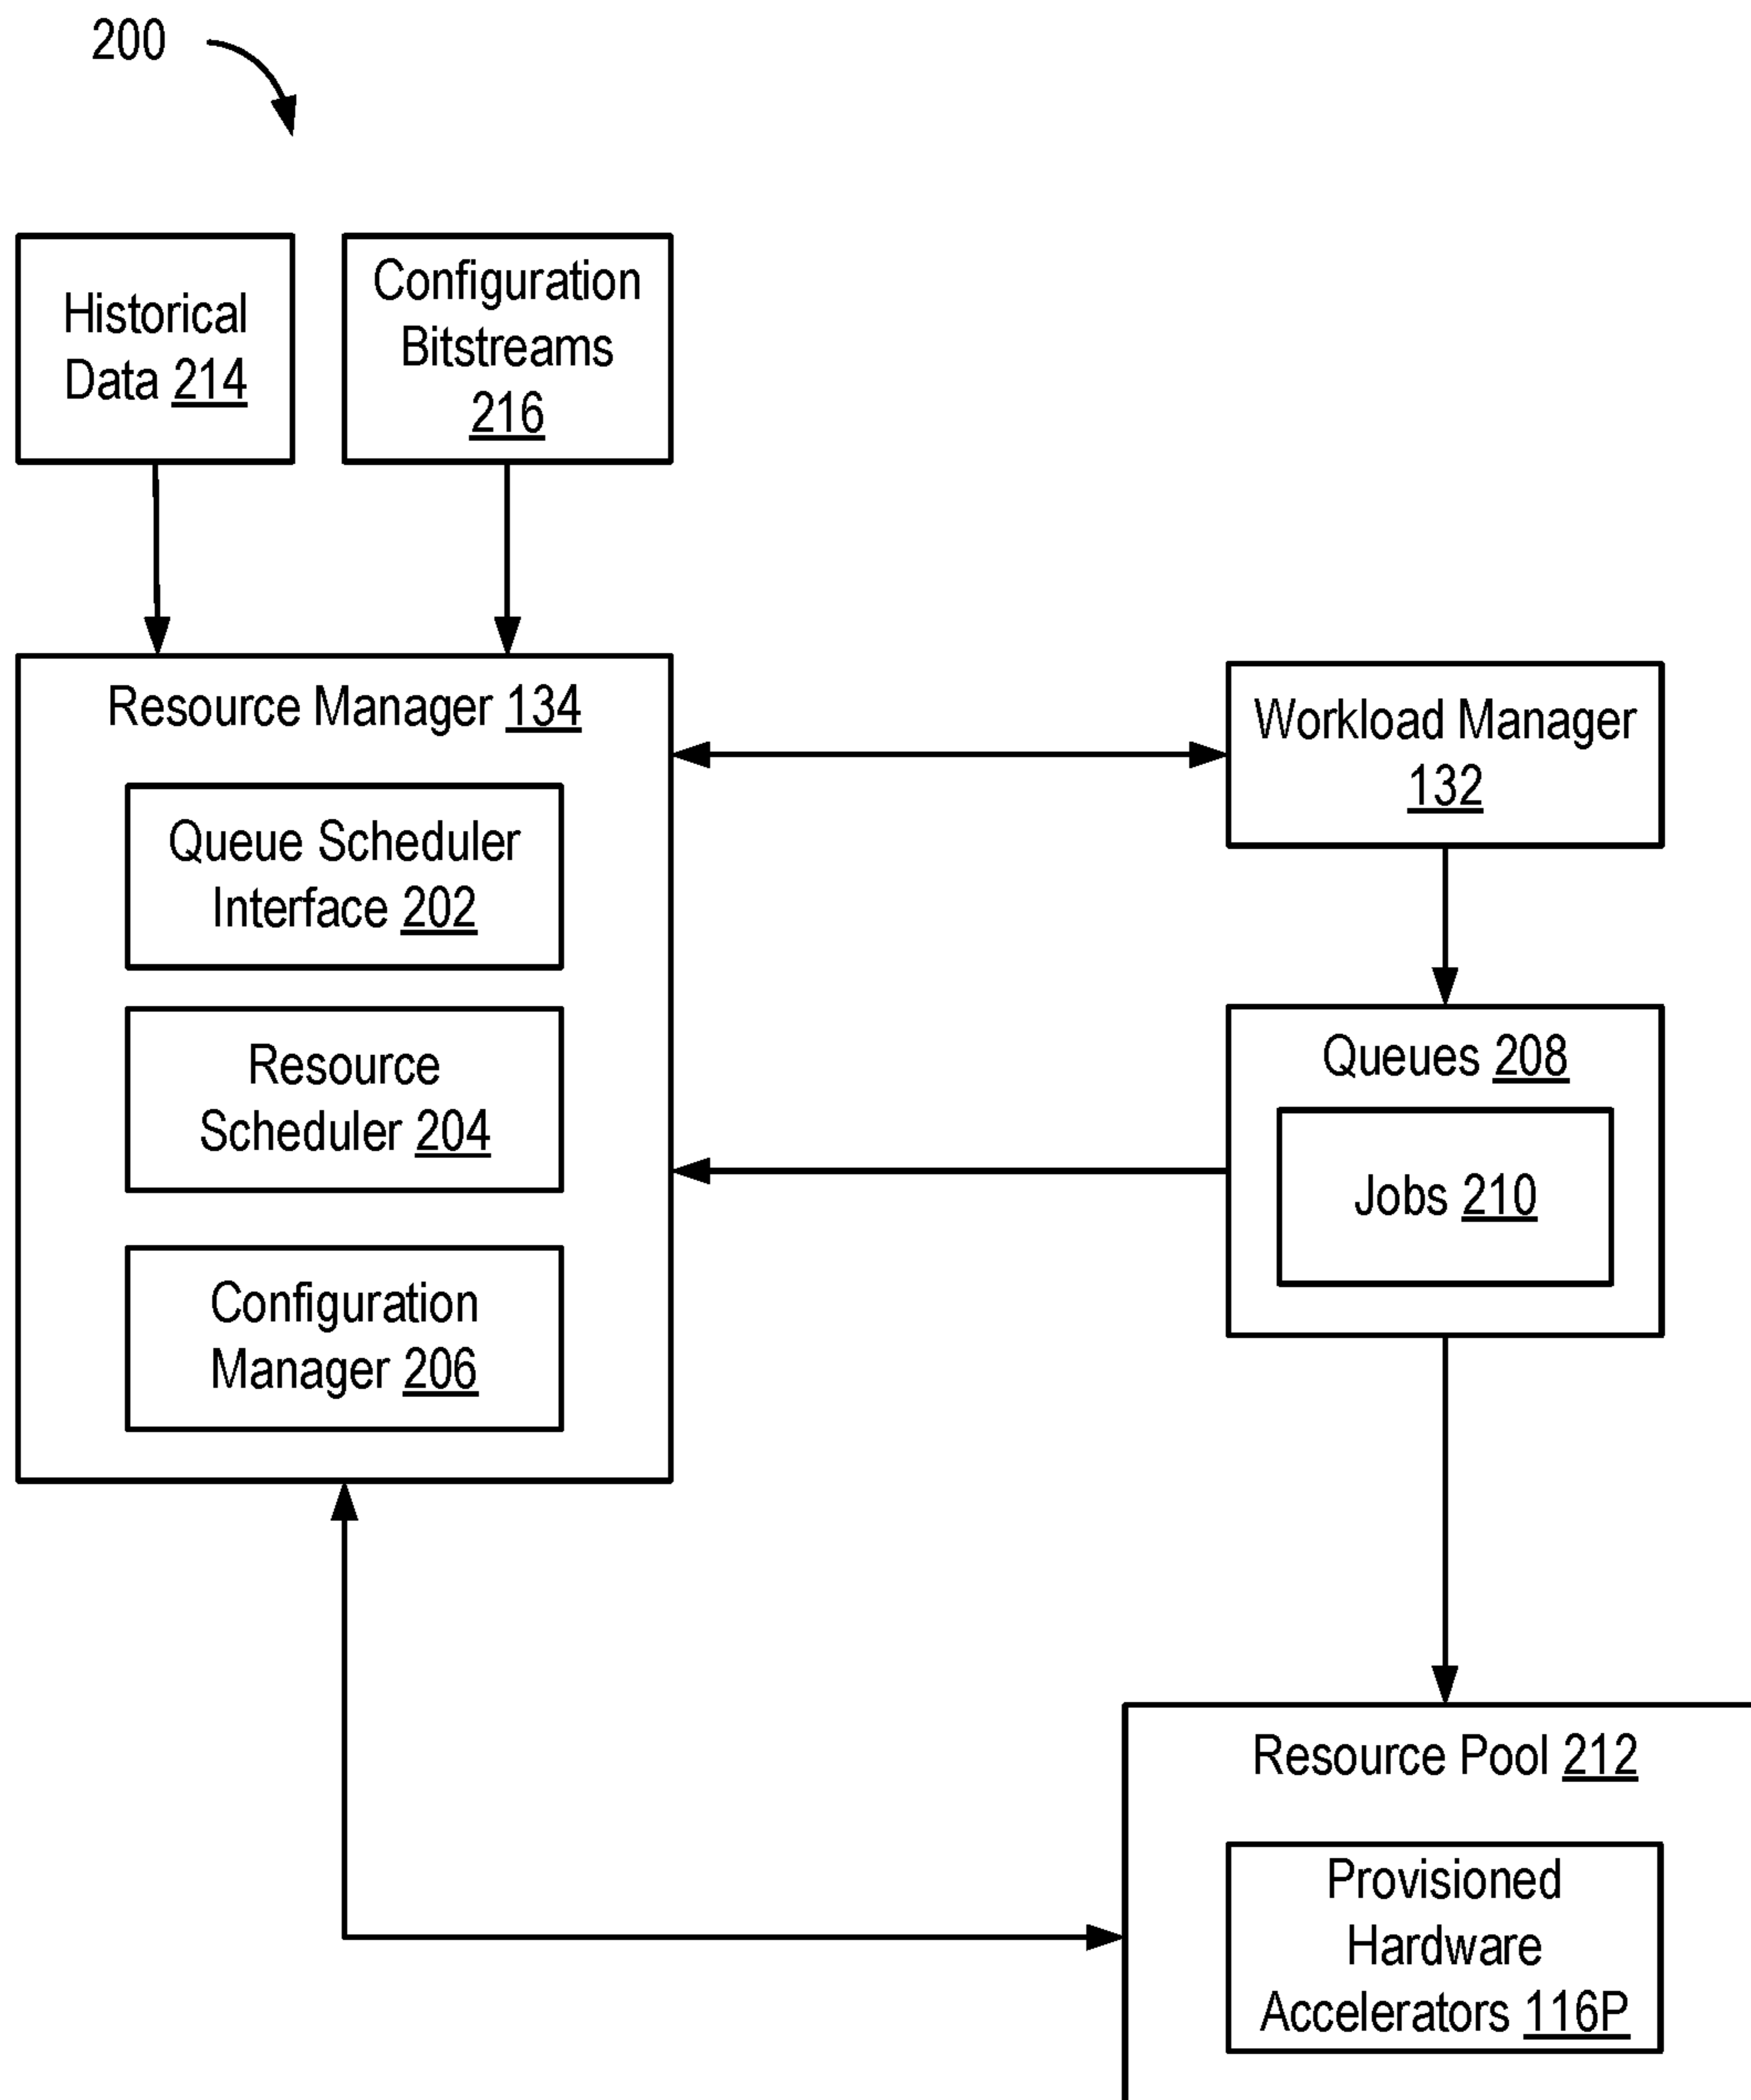 200
Historical
Data 214
Configuration
Bitstreams
216
Resource Manager 134
Queue Scheduler
Interface 202
Resource
Scheduler 204
Configuration
Manager 206
Workload Manager
132
Queues 208
Jobs 210
Resource Pool 212
Provisioned
Hardware
Accelerators 116P